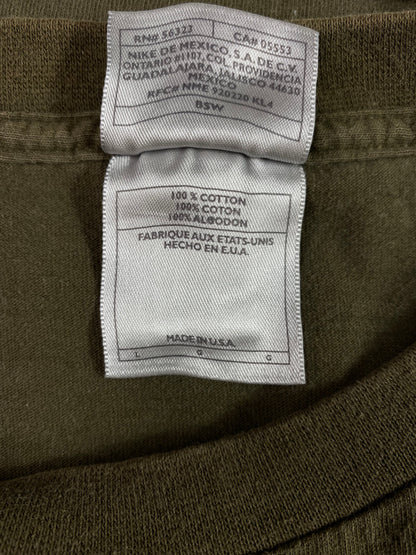 RN# 56323 CA# 05553
NIKE DE MEXICO, S.A. DE C.V.
ONTARIO #1107, COL. PROVIDENCIA
GUADALAJARA, JALISCO 44630
MEXICO
RFC# NME 920220 KL4
BSW
100% COTTON
100% COTON
100% ALGODON
FABRIQUE AUX ETATS-UNIS
HECHO EN E.U.A.
MADE IN U.S.A.
L G G